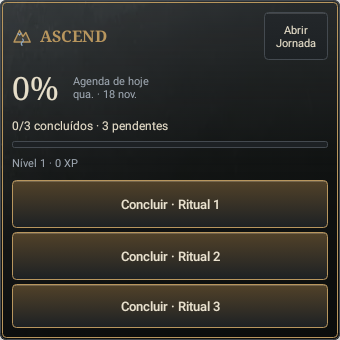 ASCEND
Abrir
Jornada
0%
Agenda de hoje
qua. · 18 nov.
0/3 concluídos · 3 pendentes
Nível 1 · 0 XP
Concluir · Ritual 1
Concluir · Ritual 2
Concluir · Ritual 3